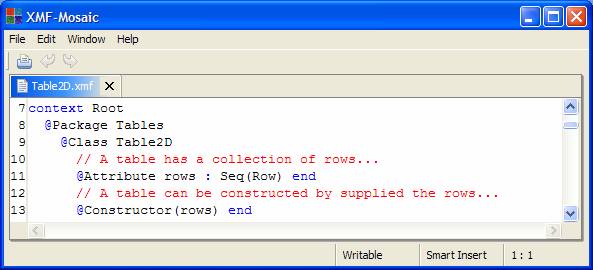 XMF-Mosaic
File Edit Window Help
Table2D.xmf
7 context Root
8 @Package Tables
9 @Class Table2D
10 // A table has a collection of rows...
11 @Attribute rows : Seq(Row) end
12 // A table can be constructed by supplied the rows...
13 @Constructor(rows) end
Writable Smart Insert 1 : 1